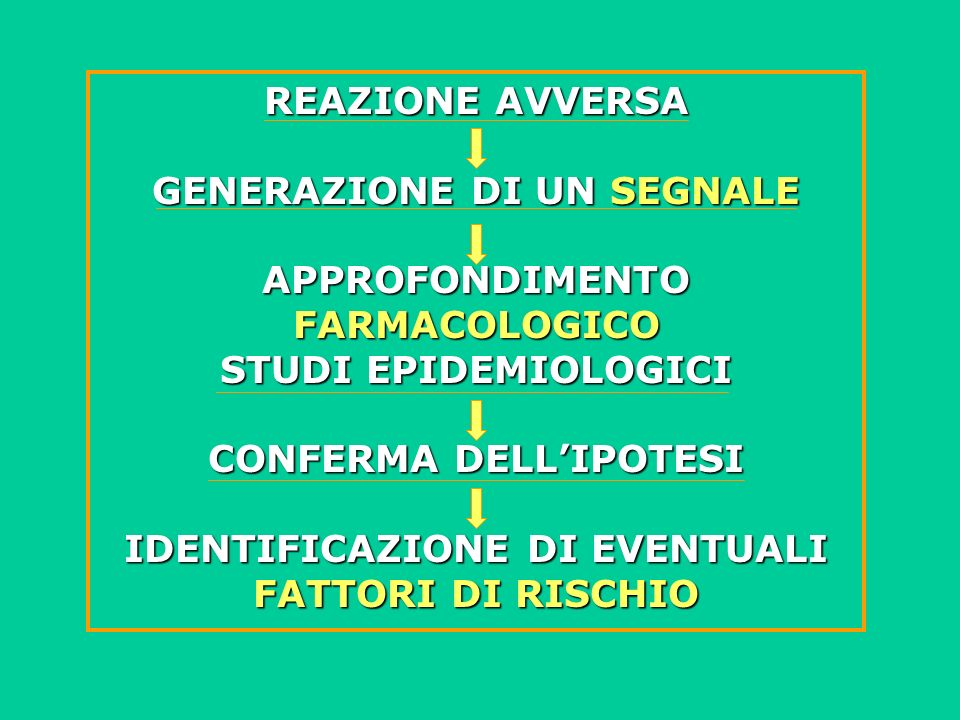 REAZIONE AVVERSA
GENERAZIONE DI UN SEGNALE
APPROFONDIMENTO
FARMACOLOGICO
STUDI EPIDEMIOLOGICI
CONFERMA DELL’IPOTESI
IDENTIFICAZIONE DI EVENTUALI
FATTORI DI RISCHIO